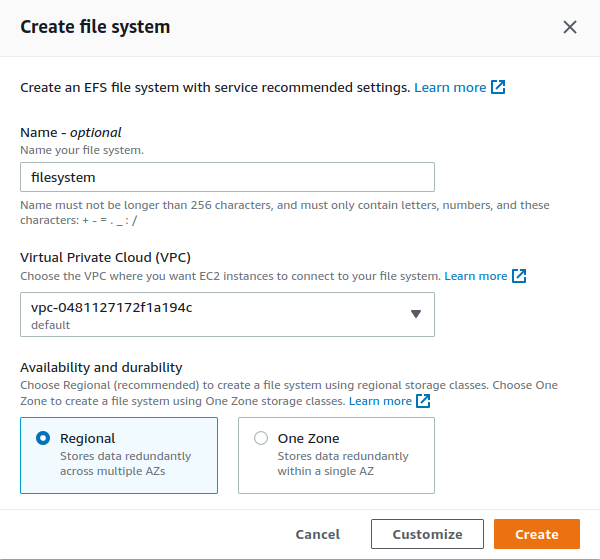 Create file system
Create an EFS file system with service recommended settings. Learn more
Name - optional
Name your file system.
filesystem
Name must not be longer than 256 characters, and must only contain letters, numbers, and these
characters: + - = . _ : /
Virtual Private Cloud (VPC)
Choose the VPC where you want EC2 instances to connect to your file system. Learn more
vpc-0481127172f1a194c
default
Availability and durability
Choose Regional (recommended) to create a file system using regional storage classes. Choose One
Zone to create a file system using One Zone storage classes. Learn more
Regional
Stores data redundantly
across multiple AZs
One Zone
Stores data redundantly
within a single AZ
Cancel
Customize
Create